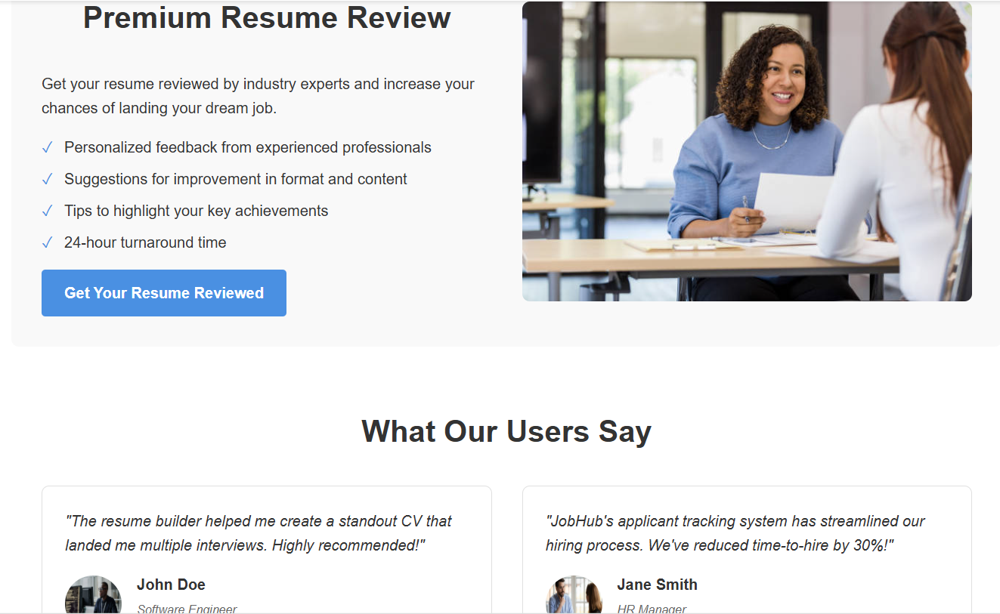 Premium Resume Review
Get your resume reviewed by industry experts and increase your
chances of landing your dream job.
✓ Personalized feedback from experienced professionals
✓ Suggestions for improvement in format and content
✓ Tips to highlight your key achievements
✓ 24-hour turnaround time
Get Your Resume Reviewed
What Our Users Say
"The resume builder helped me create a standout CV that
landed me multiple interviews. Highly recommended!"
John Doe
Software Engineer
"JobHub's applicant tracking system has streamlined our
hiring process. We've reduced time-to-hire by 30%!"
Jane Smith
HR Manager